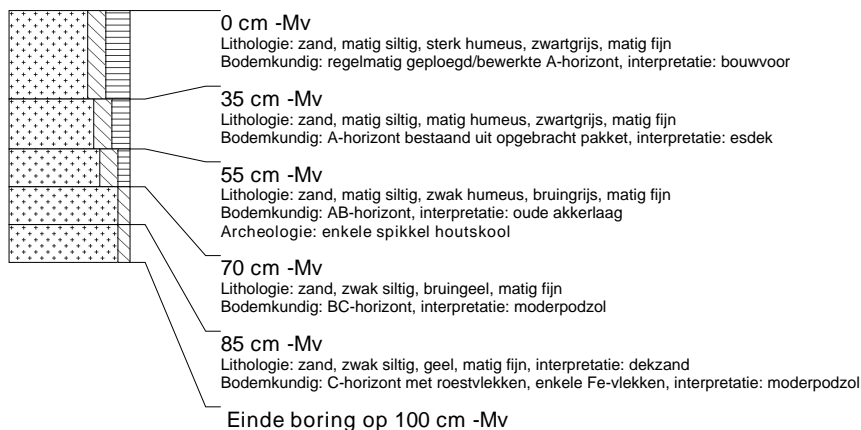 0 cm -Mv
Lithologie: zand, matig siltig, sterk humeus, zwartgrijs, matig fijn
Bodemkundig: regelmatig geploegd/bewerkte A-horizont, interpretatie: bouwvoor
35 cm -Mv
Lithologie: zand, matig siltig, matig humeus, zwartgrijs, matig fijn
Bodemkundig: A-horizont bestaand uit opgebracht pakket, interpretatie: esdek
55 cm -Mv
Lithologie: zand, matig siltig, zwak humeus, bruingrijs, matig fijn
Bodemkundig: AB-horizont, interpretatie: oude akkerlaag
Archeologie: enkele spikkel houtskool
70 cm -Mv
Lithologie: zand, zwak siltig, bruingeel, matig fijn
Bodemkundig: BC-horizont, interpretatie: moderpodzol
85 cm -Mv
Lithologie: zand, zwak siltig, geel, matig fijn, interpretatie: dekzand
Bodemkundig: C-horizont met roestvlekken, enkele Fe-vlekken, interpretatie: moderpodzol
Einde boring op 100 cm -Mv